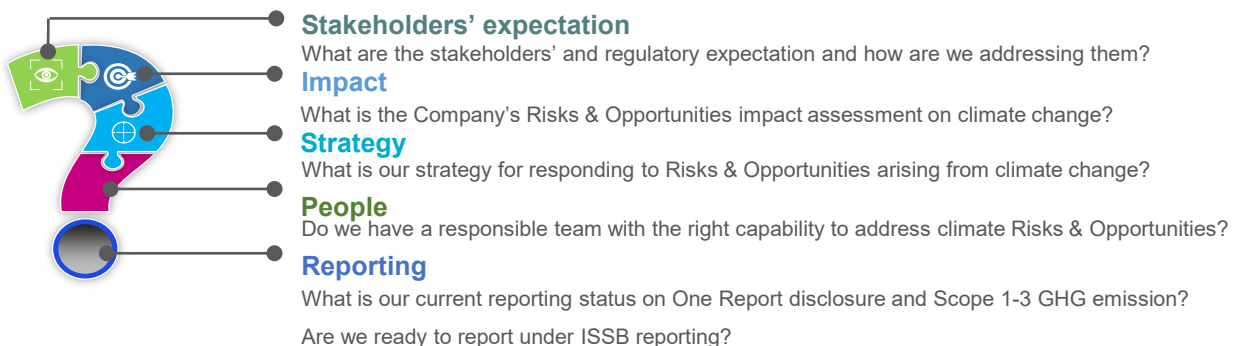 Stakeholders’ expectation
What are the stakeholders’ and regulatory expectation and how are we addressing them?
Impact
What is the Company’s Risks & Opportunities impact assessment on climate change?
Strategy
What is our strategy for responding to Risks & Opportunities arising from climate change?
People
Do we have a responsible team with the right capability to address climate Risks & Opportunities?
Reporting
What is our current reporting status on One Report disclosure and Scope 1-3 GHG emission?
Are we ready to report under ISSB reporting?